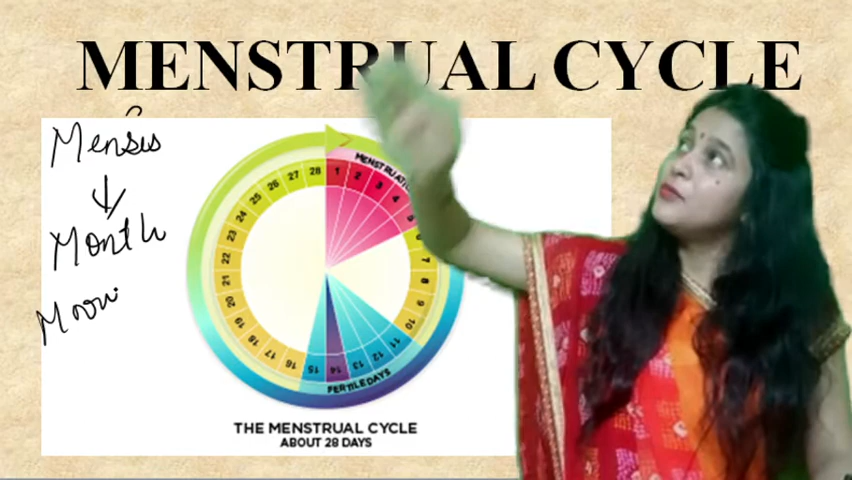 MENSTRUAL CYCLE
Menses
Month
Moon
28 1 2 3 4 5 6 7 8 9 10 11 12 13 14 15 16 17 18 19 20 21 22 23 24 25 26 27
FERTILE DAYS
THE MENSTRUAL CYCLE
ABOUT 28 DAYS